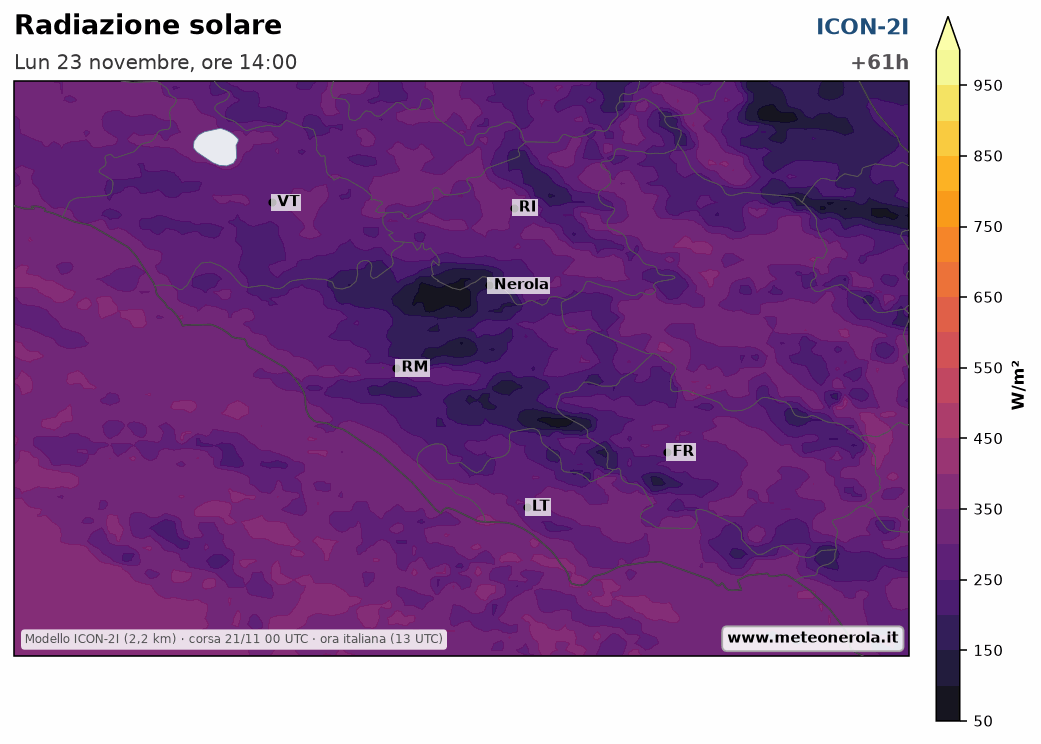 Radiazione solare
ICON-2I
Lun 23 novembre, ore 14:00
+61h
950
850
750
650
550
450
350
250
150
50
W/m²
VT
RI
Nerola
RM
FR
LT
Modello ICON-2I (2,2 km) · corsa 21/11 00 UTC · ora italiana (13 UTC)
www.meteonerola.it